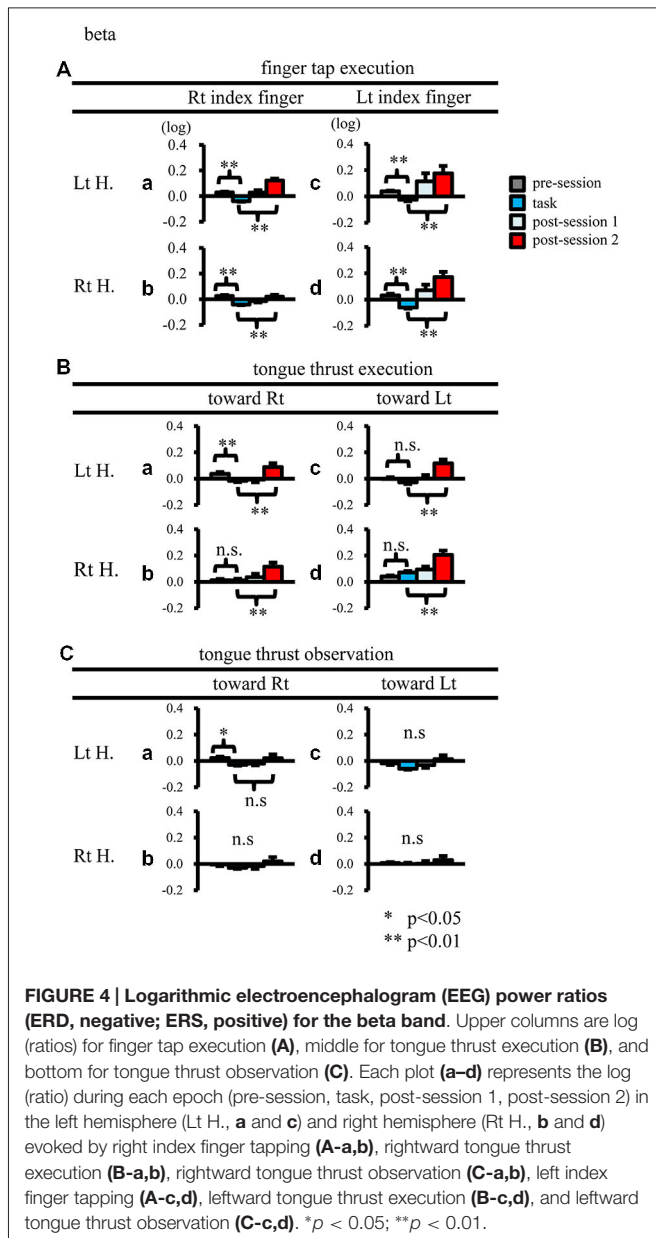 beta
A finger tap execution
Rt index finger Lt index finger
(log) (log)
Lt H. a 0.4 0.2 0.0 -0.2 ** ** c 0.4 0.2 0.0 -0.2 ** **
pre-session
task
post-session 1
post-session 2
Rt H. b 0.4 0.2 0.0 -0.2 ** ** d 0.4 0.2 0.0 -0.2 ** **
B tongue thrust execution
toward Rt toward Lt
Lt H. a 0.4 0.2 0.0 -0.2 ** ** c 0.4 0.2 0.0 -0.2 n.s. **
Rt H. b 0.4 0.2 0.0 -0.2 n.s. ** d 0.4 0.2 0.0 -0.2 n.s. **
C tongue thrust observation
toward Rt toward Lt
Lt H. a 0.4 0.2 0.0 -0.2 * n.s c 0.4 0.2 0.0 -0.2 n.s
Rt H. b 0.4 0.2 0.0 -0.2 n.s d 0.4 0.2 0.0 -0.2 n.s
* p<0.05
** p<0.01
FIGURE 4 | Logarithmic electroencephalogram (EEG) power ratios
(ERD, negative; ERS, positive) for the beta band. Upper columns are log
(ratios) for finger tap execution (A), middle for tongue thrust execution (B), and
bottom for tongue thrust observation (C). Each plot (a–d) represents the log
(ratio) during each epoch (pre-session, task, post-session 1, post-session 2) in
the left hemisphere (Lt H., a and c) and right hemisphere (Rt H., b and d)
evoked by right index finger tapping (A-a,b), rightward tongue thrust
execution (B-a,b), rightward tongue thrust observation (C-a,b), left index
finger tapping (A-c,d), leftward tongue thrust execution (B-c,d), and leftward
tongue thrust observation (C-c,d). *p < 0.05; **p < 0.01.